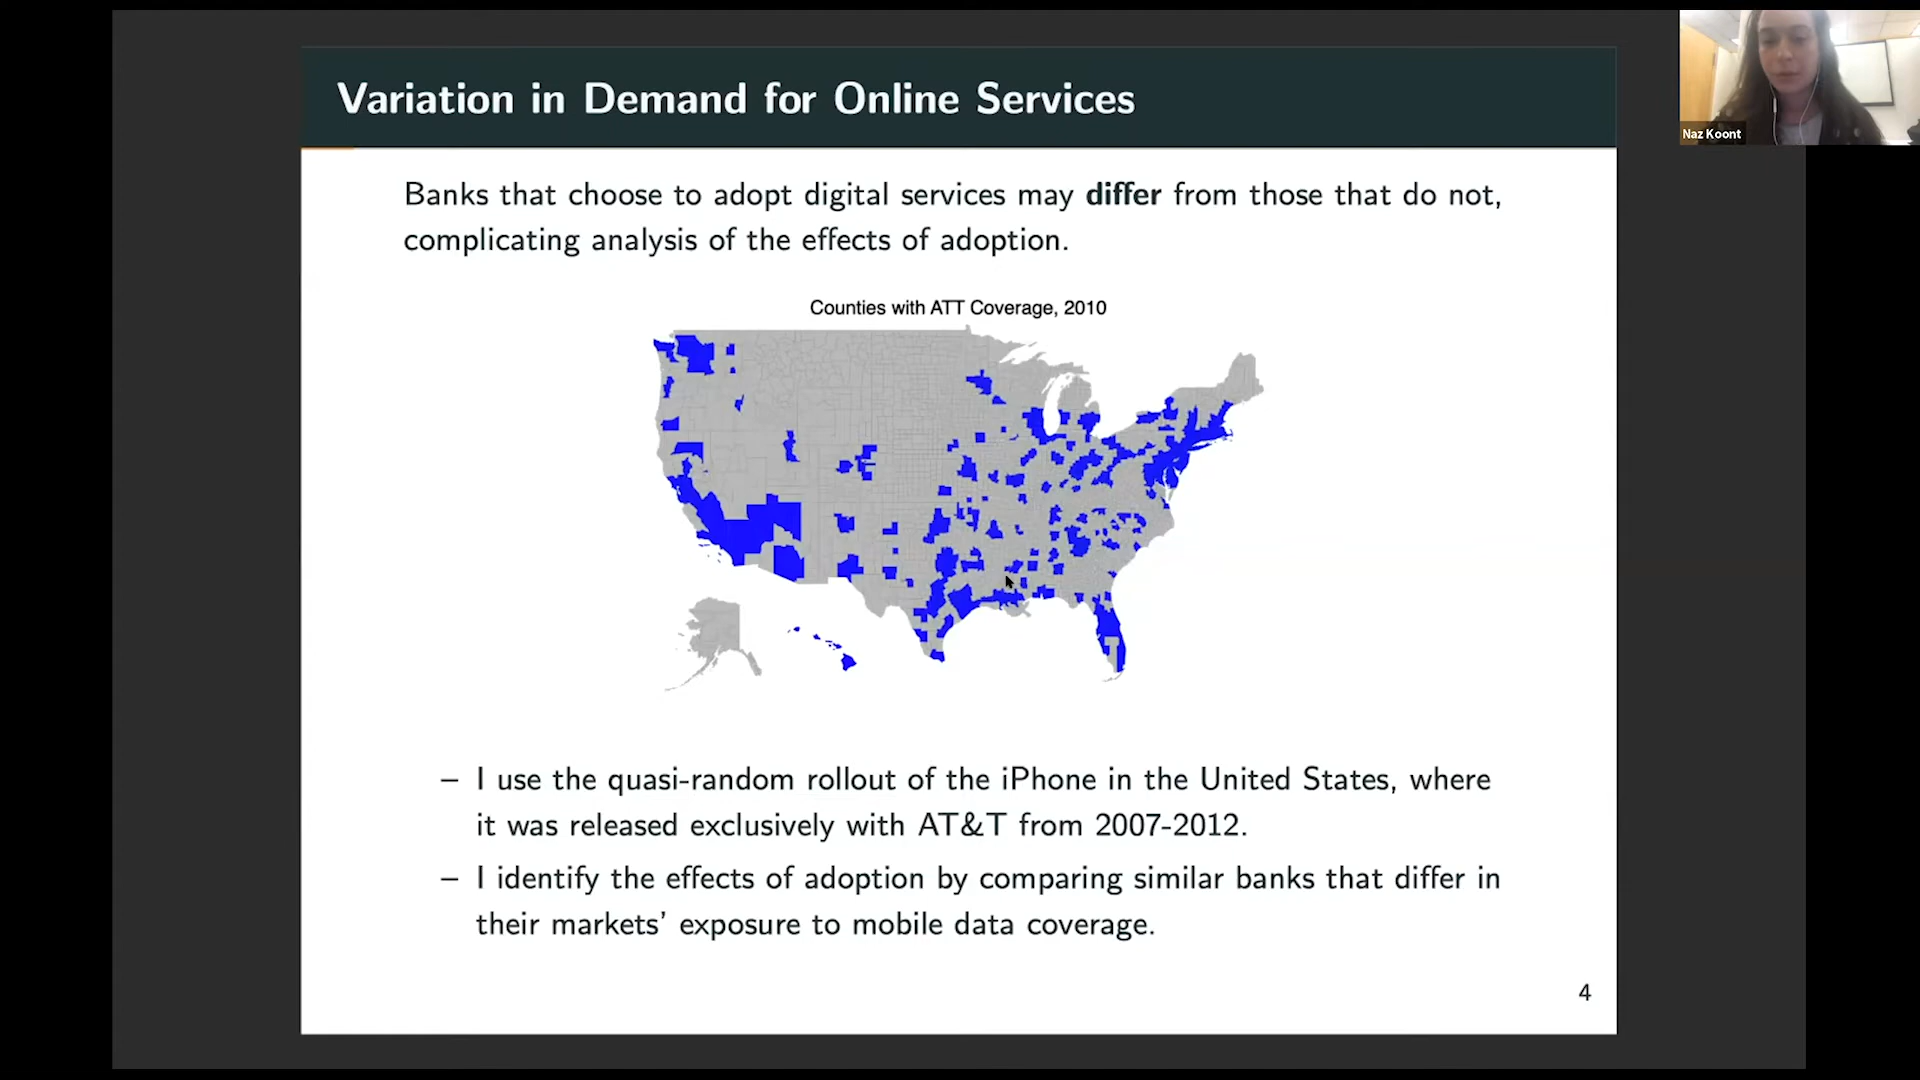 Variation in Demand for Online Services
Naz Koont
Banks that choose to adopt digital services may differ from those that do not,
complicating analysis of the effects of adoption.
Counties with ATT Coverage, 2010
– I use the quasi-random rollout of the iPhone in the United States, where
it was released exclusively with AT&T from 2007-2012.
– I identify the effects of adoption by comparing similar banks that differ in
their markets' exposure to mobile data coverage.
4